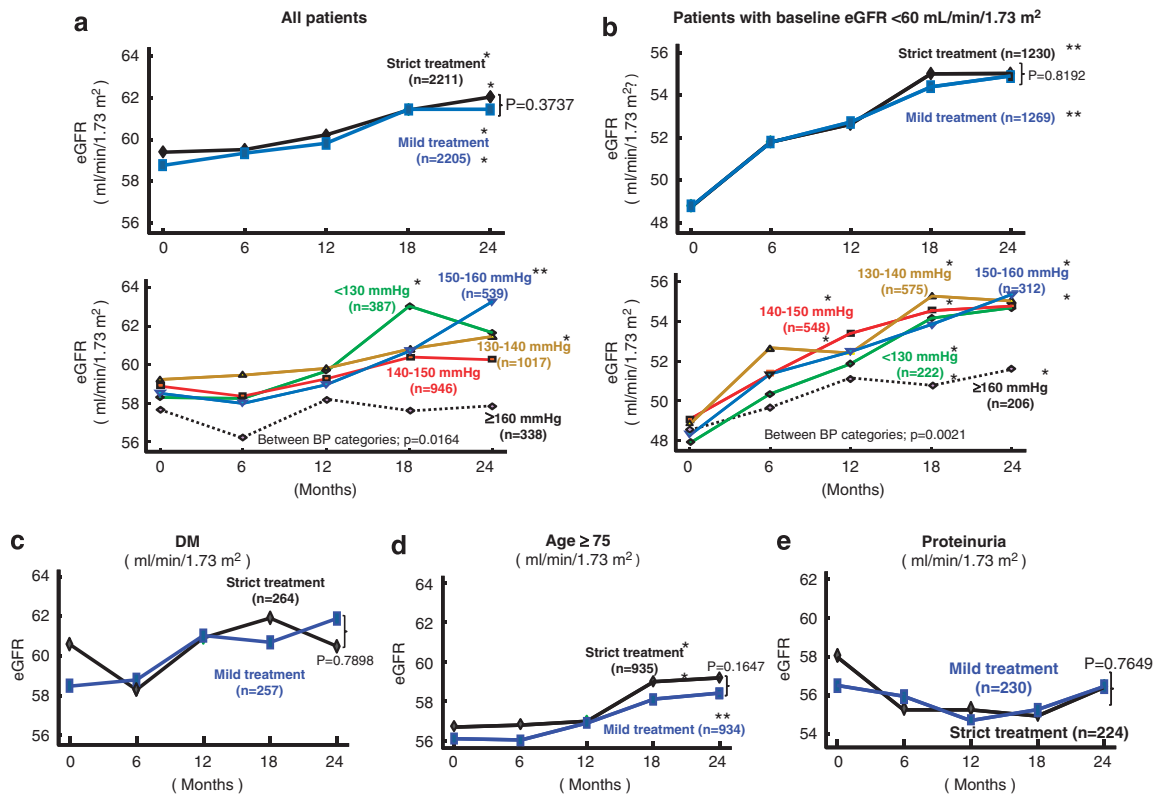 a
All patients
64
62
60
58
56
eGFR
( ml/min/1.73 m²)
Strict treatment*
(n=2211)
*
P=0.3737
*
Mild treatment
(n=2205)
*
0 6 12 18 24
64
62
60
58
56
eGFR
( ml/min/1.73 m²)
<130 mmHg*
(n=387)
150-160 mmHg**
(n=539)
130-140 mmHg*
(n=1017)
140-150 mmHg
(n=946)
≥160 mmHg
(n=338)
Between BP categories; p=0.0164
0 6 12 18 24
(Months)
b
Patients with baseline eGFR <60 mL/min/1.73 m²
56
54
52
50
48
eGFR
( ml/min/1.73 m²?
Strict treatment (n=1230) **
P=0.8192
Mild treatment (n=1269) **
0 6 12 18 24
56
54
52
50
48
eGFR
( ml/min/1.73 m²)
130-140 mmHg*
(n=575)
*
150-160 mmHg*
(n=312)
*
140-150 mmHg*
(n=548)
*
<130 mmHg*
(n=222)
*
≥160 mmHg*
(n=206)
Between BP categories; p=0.0021
0 6 12 18 24
(Months)
c
DM
( ml/min/1.73 m²)
64
62
60
58
56
eGFR
Strict treatment
(n=264)
P=0.7898
Mild treatment
(n=257)
0 6 12 18 24
( Months)
d
Age ≥ 75
( ml/min/1.73 m²)
64
62
60
58
56
eGFR
Strict treatment*
(n=935) *
P=0.1647
**
Mild treatment (n=934)
0 6 12 18 24
( Months)
e
Proteinuria
( ml/min/1.73 m²)
62
60
58
56
54
eGFR
Mild treatment
(n=230)
P=0.7649
Strict treatment (n=224)
0 6 12 18 24
( Months)